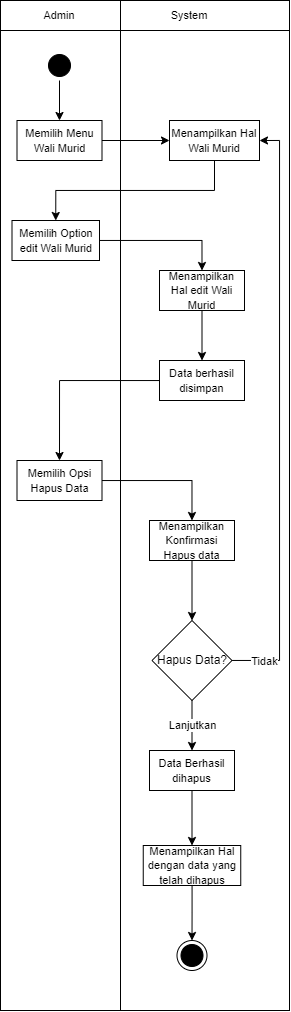 Admin
System
Memilih Menu
Wali Murid
Menampilkan Hal
Wali Murid
Memilih Option
edit Wali Murid
Menampilkan
Hal edit Wali
Murid
Data berhasil
disimpan
Memilih Opsi
Hapus Data
Menampilkan
Konfirmasi
Hapus data
Hapus Data?
Tidak
Lanjutkan
Data Berhasil
dihapus
Menampilkan Hal
dengan data yang
telah dihapus